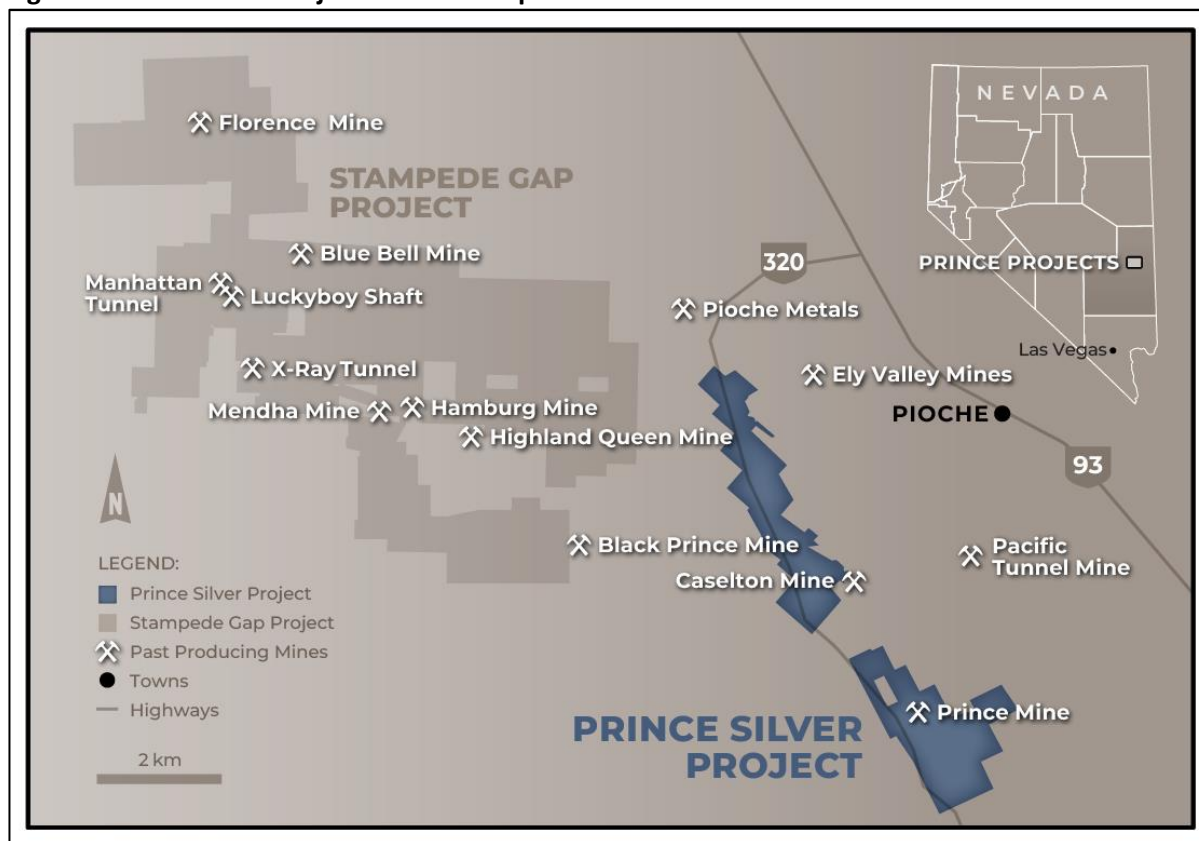 NEVADA
Florence Mine
STAMPEDE GAP
PROJECT
Blue Bell Mine
320
PRINCE PROJECTS
Manhattan
Tunnel
Luckyboy Shaft
Pioche Metals
Las Vegas
X-Ray Tunnel
Ely Valley Mines
Mendha Mine
Hamburg Mine
PIOCHE
Highland Queen Mine
93
N
Black Prince Mine
Pacific
Tunnel Mine
Caselton Mine
LEGEND:
Prince Silver Project
Stampede Gap Project
Past Producing Mines
Towns
Highways
2 km
Prince Mine
PRINCE SILVER
PROJECT